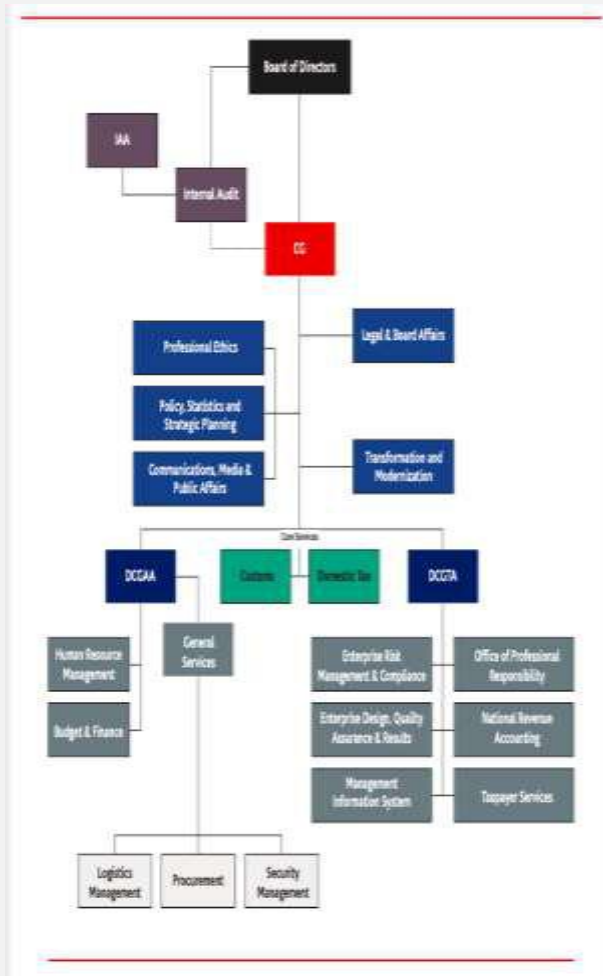 Board of Directors
IAA
Internal Audit
CG
Legal & Board Affairs
Professional Ethics
Policy, Statistics and
Strategic Planning
Transformation and
Modernization
Communications, Media &
Public Affairs
Core Services
DCGAA
Customs
Domestic Tax
DCGTA
General
Services
Human Resource
Management
Budget & Finance
Enterprise Risk
Management & Compliance
Office of Professional
Responsibility
Enterprise Design, Quality
Assurance & Results
National Revenue
Accounting
Management
Information System
Taxpayer Services
Logistics
Management
Procurement
Security
Management